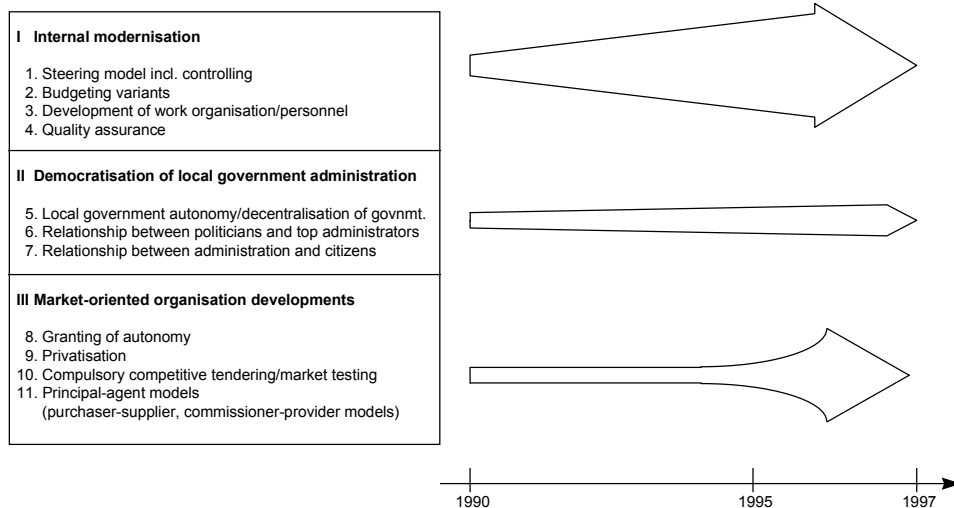 I Internal modernisation
1. Steering model incl. controlling
2. Budgeting variants
3. Development of work organisation/personnel
4. Quality assurance
II Democratisation of local government administration
5. Local government autonomy/decentralisation of govnmt.
6. Relationship between politicians and top administrators
7. Relationship between administration and citizens
III Market-oriented organisation developments
8. Granting of autonomy
9. Privatisation
10. Compulsory competitive tendering/market testing
11. Principal-agent models
(purchaser-supplier, commissioner-provider models)
1990 1995 1997